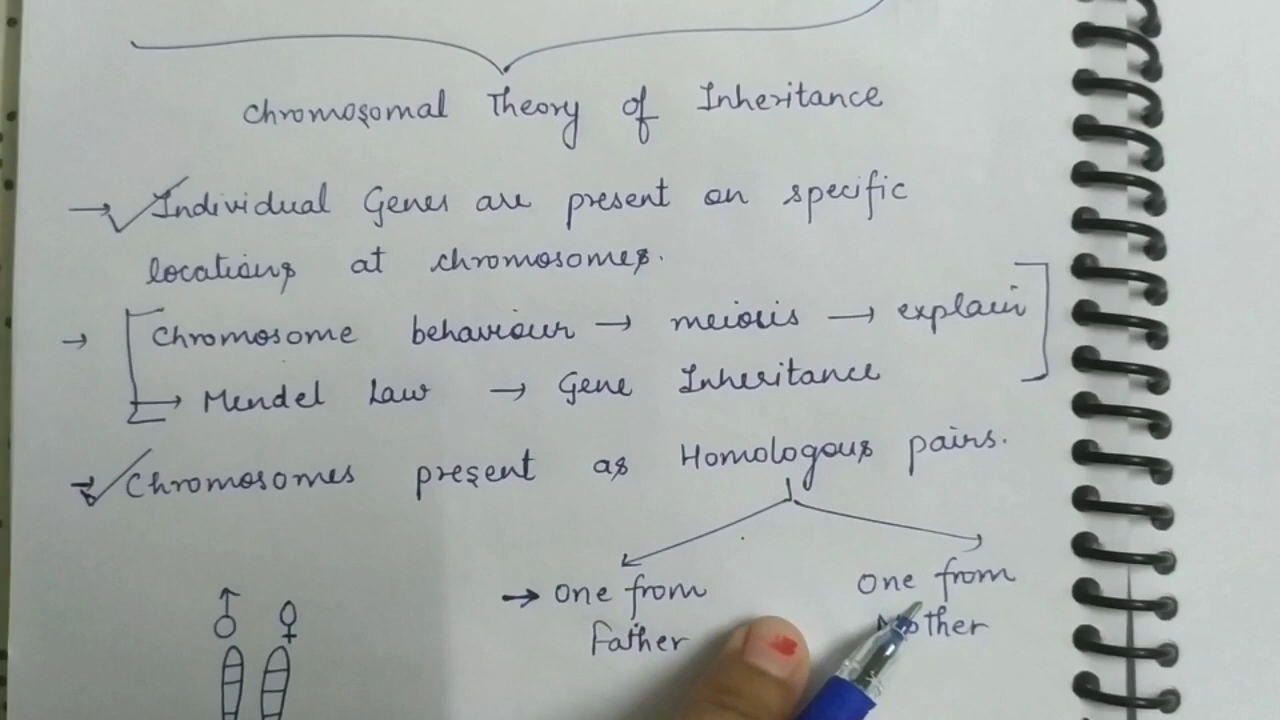 Chromosomal Theory of Inheritance
→ Individual Genes are present on specific
locations at chromosomes.
→ Chromosome behaviour → meiosis → explain
→ Mendel Law → Gene Inheritance
→ Chromosomes present as Homologous pairs.
→ One from Father
One from Mother
♂ ♀